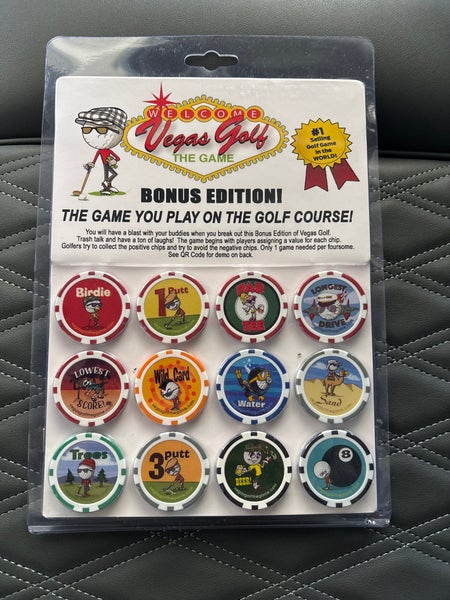 WELCOME
Vegas Golf
THE GAME
#1
Selling
Golf Game
in the
WORLD!
BONUS EDITION!
THE GAME YOU PLAY ON THE GOLF COURSE!
You will have a blast with your buddies when you break out this Bonus Edition of Vegas Golf.
Trash talk and have a ton of laughs! The game begins with players assigning a value for each chip.
Golfers try to collect the positive chips and try to avoid the negative chips. Only 1 game needed per foursome.
See QR Code for demo on back.
Birdie
1 Putt
PAR
TEE
LONGEST
DRIVE
LOWEST
SCORE!
Wild Card
Water
Sand
Trees
3 putt
BEER!
8